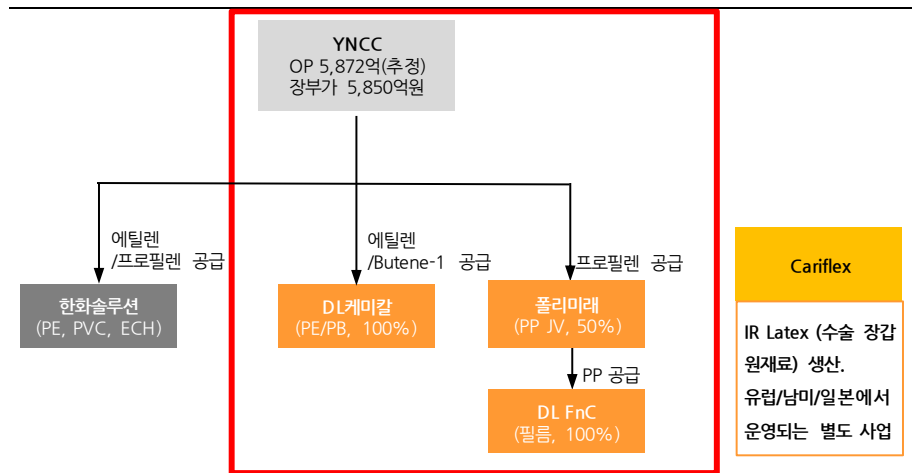 YNCC
OP 5,872억(추정)
장부가 5,850억원
에틸렌
/프로필렌 공급
에틸렌
/Butene-1 공급
프로필렌 공급
한화솔루션
(PE, PVC, ECH)
DL케미칼
(PE/PB, 100%)
폴리미래
(PP JV, 50%)
PP 공급
DL FnC
(필름, 100%)
Cariflex
IR Latex (수술 장갑
원재료) 생산.
유럽/남미/일본에서
운영되는 별도 사업